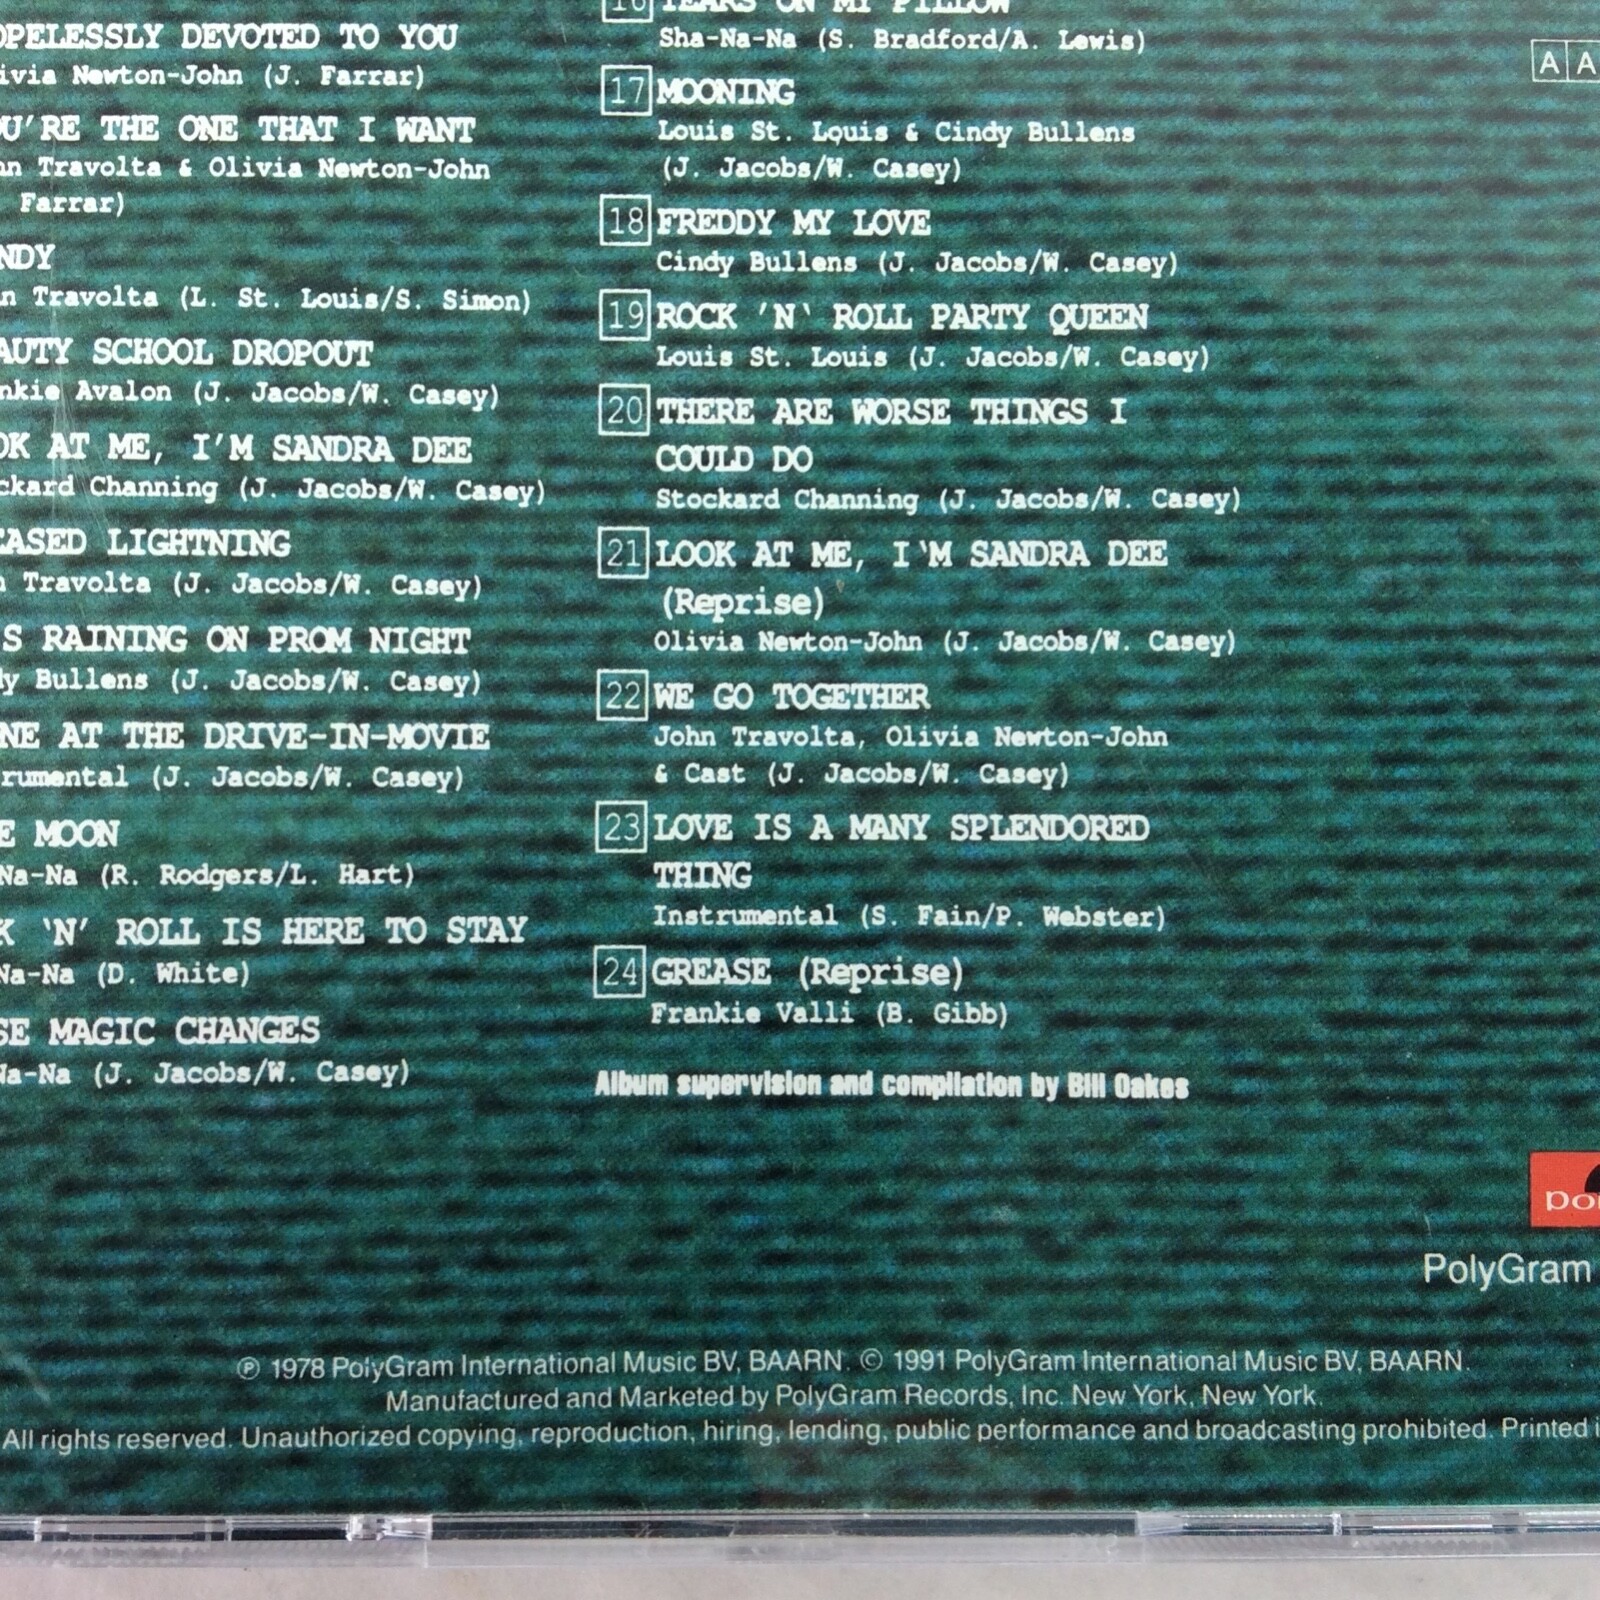 OPELESSLY DEVOTED TO YOU
ivia Newton-John (J. Farrar)
OU'RE THE ONE THAT I WANT
hn Travolta & Olivia Newton-John
Farrar)
NDY
n Travolta (L. St. Louis/S. Simon)
AUTY SCHOOL DROPOUT
nkie Avalon (J. Jacobs/W. Casey)
OK AT ME, I'M SANDRA DEE
ckard Channing (J. Jacobs/W. Casey)
EASED LIGHTNING
n Travolta (J. Jacobs/W. Casey)
'S RAINING ON PROM NIGHT
dy Bullens (J. Jacobs/W. Casey)
NE AT THE DRIVE-IN-MOVIE
rumental (J. Jacobs/W. Casey)
E MOON
Na-Na (R. Rodgers/L. Hart)
K 'N' ROLL IS HERE TO STAY
Na-Na (D. White)
SE MAGIC CHANGES
Na-Na (J. Jacobs/W. Casey)
16 TEARS ON MY PILLOW
Sha-Na-Na (S. Bradford/A. Lewis)
17 MOONING
Louis St. Louis & Cindy Bullens
(J. Jacobs/W. Casey)
18 FREDDY MY LOVE
Cindy Bullens (J. Jacobs/W. Casey)
19 ROCK 'N' ROLL PARTY QUEEN
Louis St. Louis (J. Jacobs/W. Casey)
20 THERE ARE WORSE THINGS I
COULD DO
Stockard Channing (J. Jacobs/W. Casey)
21 LOOK AT ME, I'M SANDRA DEE
(Reprise)
Olivia Newton-John (J. Jacobs/W. Casey)
22 WE GO TOGETHER
John Travolta, Olivia Newton-John
& Cast (J. Jacobs/W. Casey)
23 LOVE IS A MANY SPLENDORED
THING
Instrumental (S. Fain/P. Webster)
24 GREASE (Reprise)
Frankie Valli (B. Gibb)
Album supervision and compilation by Bill Oakes
A A
po
PolyGram
℗ 1978 PolyGram International Music BV, BAARN. © 1991 PolyGram International Music BV, BAARN.
Manufactured and Marketed by PolyGram Records, Inc. New York, New York.
All rights reserved. Unauthorized copying, reproduction, hiring, lending, public performance and broadcasting prohibited. Printed i